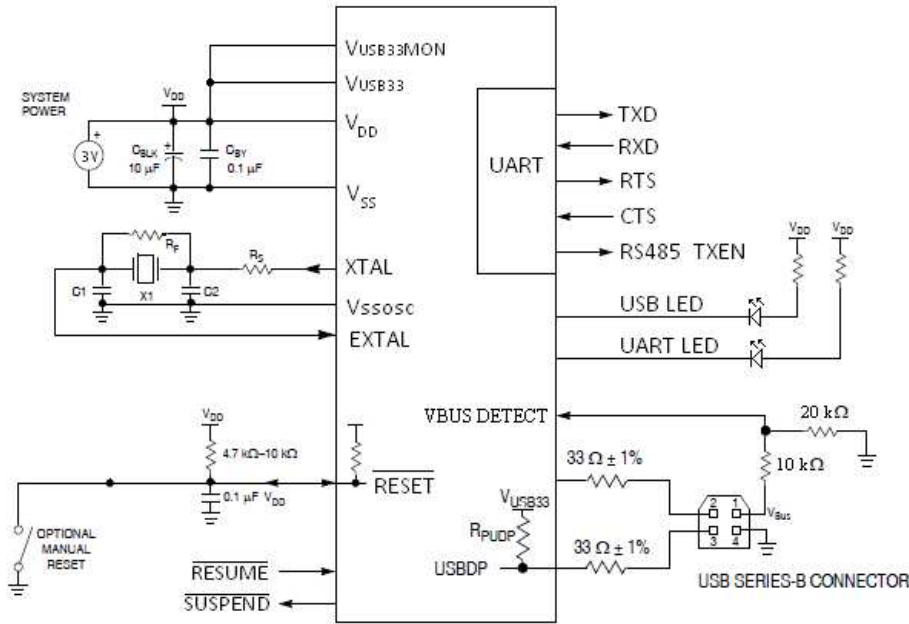 SYSTEM
POWER
VDD
+
3V
CBLK
10 µF
+
CBY
0.1 µF
VUSB33MON
VUSB33
VDD
VSS
RF
C1
X1
C2
RS
XTAL
VSSOSC
EXTAL
UART
TXD
RXD
RTS
CTS
RS485 TXEN
VDD
VDD
USB LED
UART LED
VBUS DETECT
20 kΩ
10 kΩ
VDD
4.7 kΩ–10 kΩ
0.1 µF VDD
RESET
OPTIONAL
MANUAL
RESET
RESUME
SUSPEND
VUSB33
RPUDP
USBDP
33 Ω ± 1%
33 Ω ± 1%
2 1
3 4
VBus
USB SERIES-B CONNECTOR